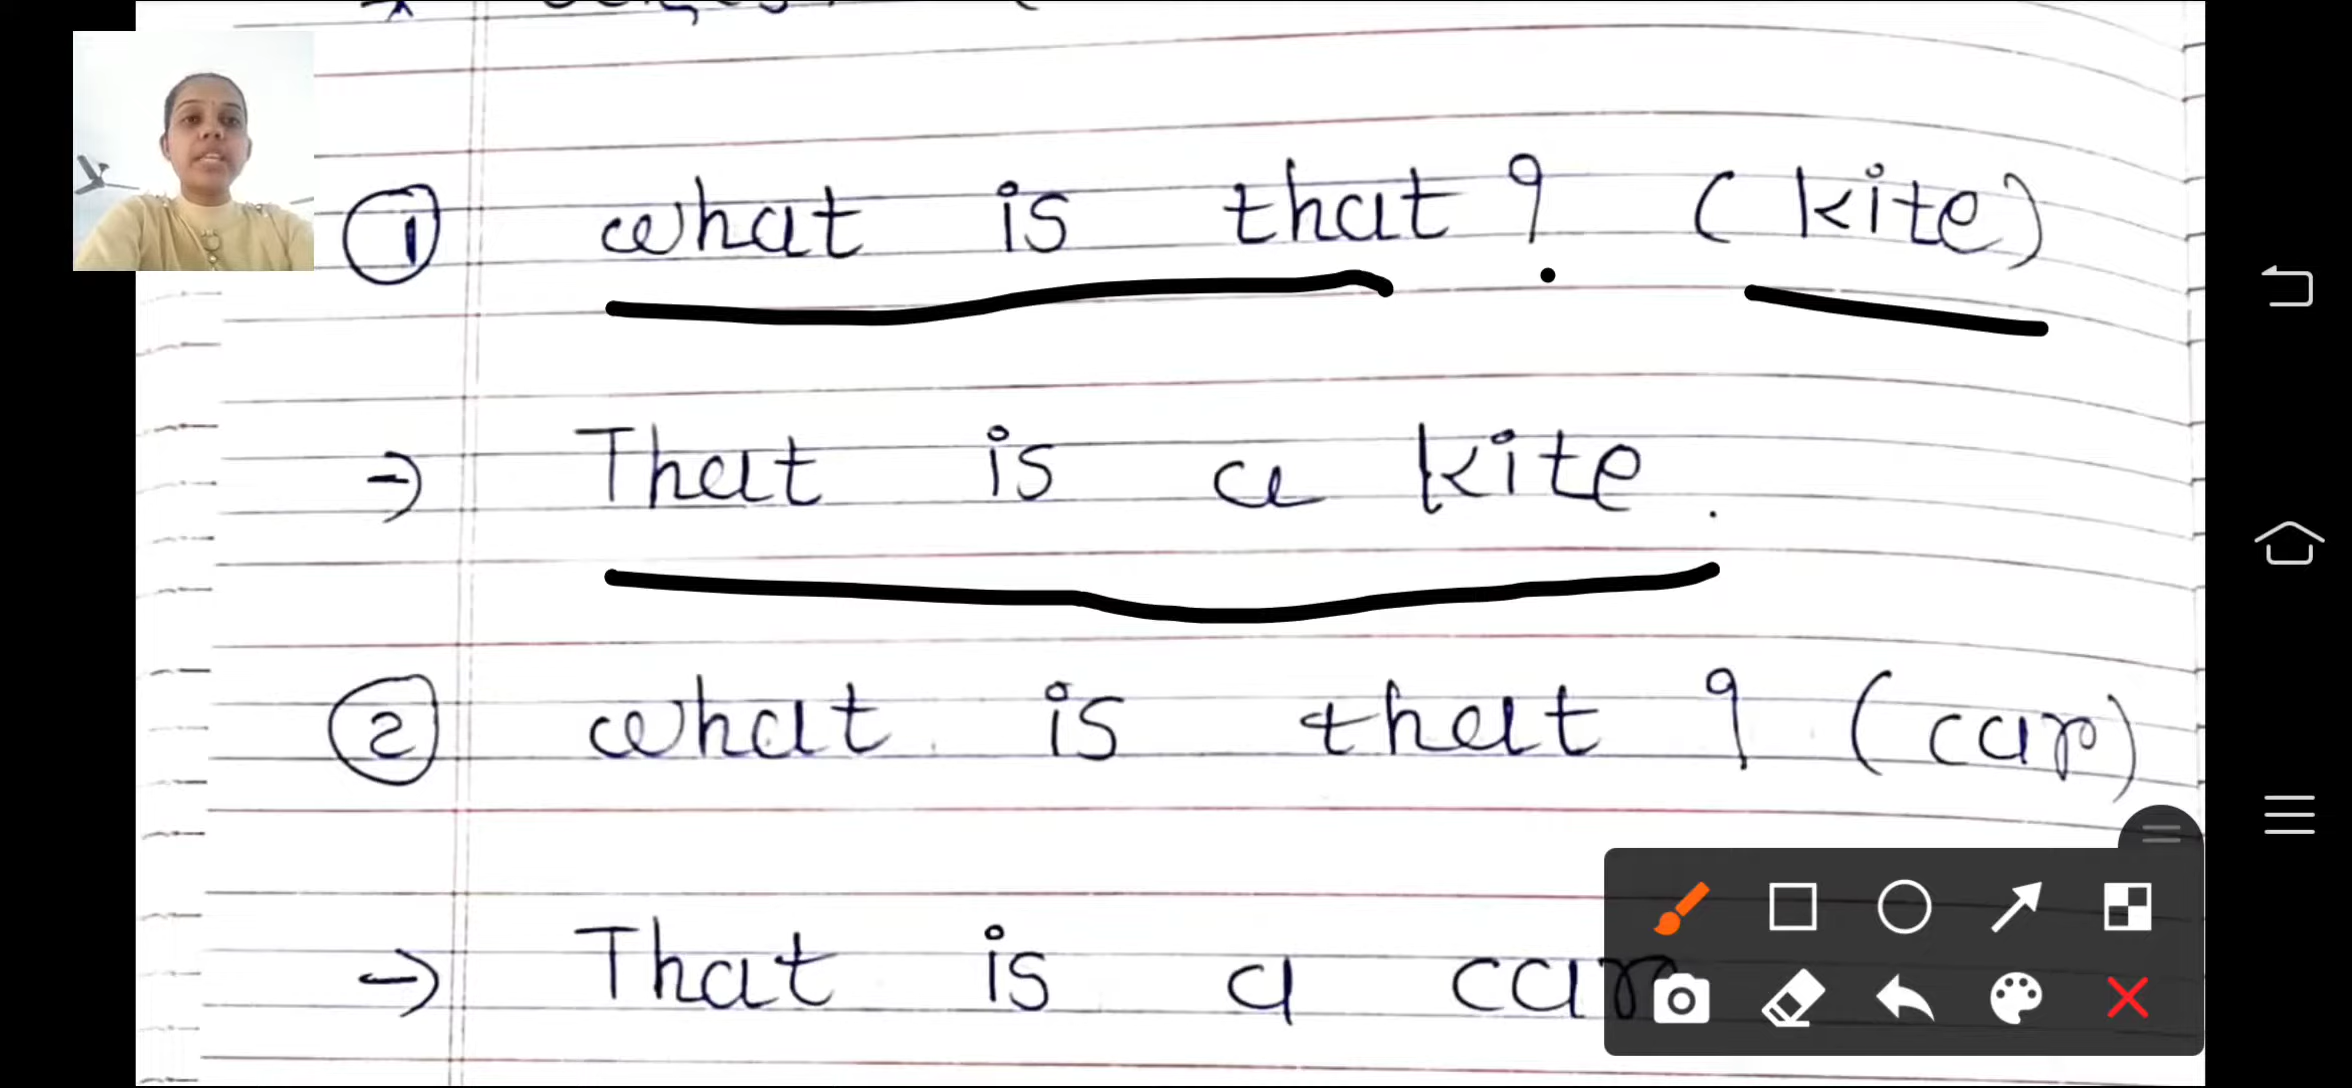 ① what is that? (kite)
→ That is a kite.
② what is that? (car)
→ That is a car